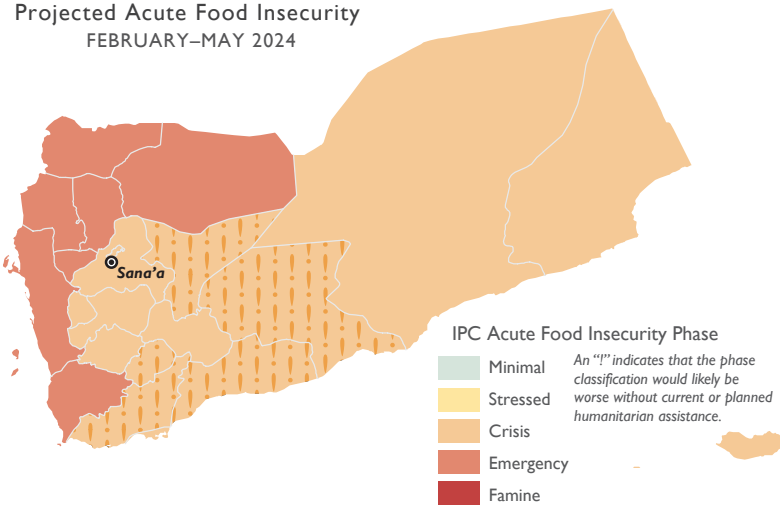 Projected Acute Food Insecurity
FEBRUARY–MAY 2024
Sana’a
IPC Acute Food Insecurity Phase
Minimal
Stressed
Crisis
Emergency
Famine
An “!” indicates that the phase
classification would likely be
worse without current or planned
humanitarian assistance.